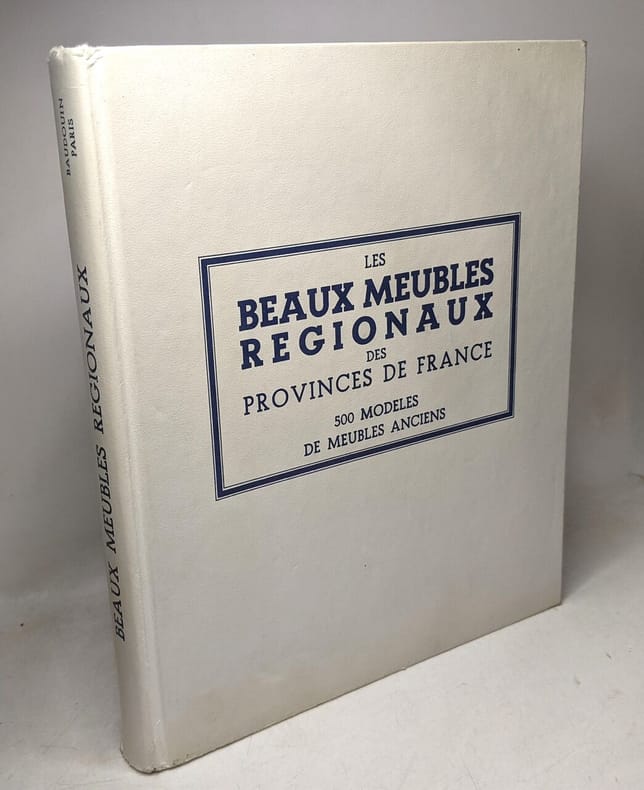 LES
BEAUX MEUBLES
REGIONAUX
DES
PROVINCES DE FRANCE
500 MODELES
DE MEUBLES ANCIENS
BAUDOUIN
PARIS
BEAUX MEUBLES REGIONAUX